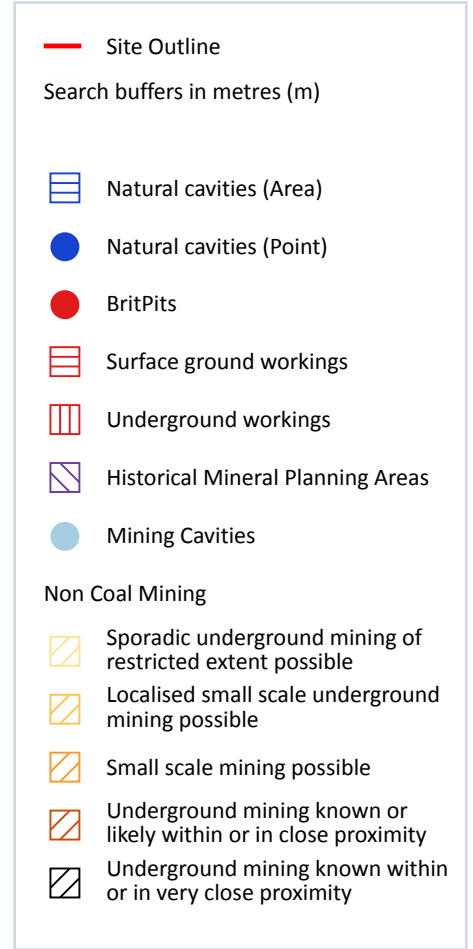 Site Outline
Search buffers in metres (m)
Natural cavities (Area)
Natural cavities (Point)
BritPits
Surface ground workings
Underground workings
Historical Mineral Planning Areas
Mining Cavities
Non Coal Mining
Sporadic underground mining of
restricted extent possible
Localised small scale underground
mining possible
Small scale mining possible
Underground mining known or
likely within or in close proximity
Underground mining known within
or in very close proximity